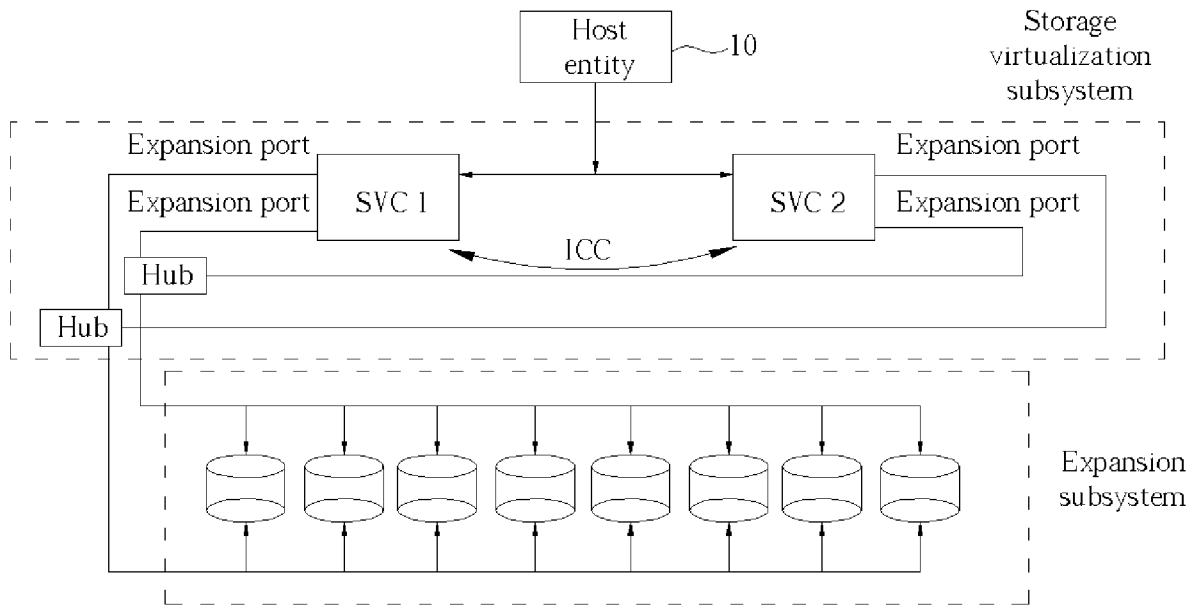 Host
entity
10
Storage
virtualization
subsystem
Expansion port
Expansion port
SVC 1
SVC 2
Expansion port
Expansion port
ICC
Hub
Hub
Expansion
subsystem